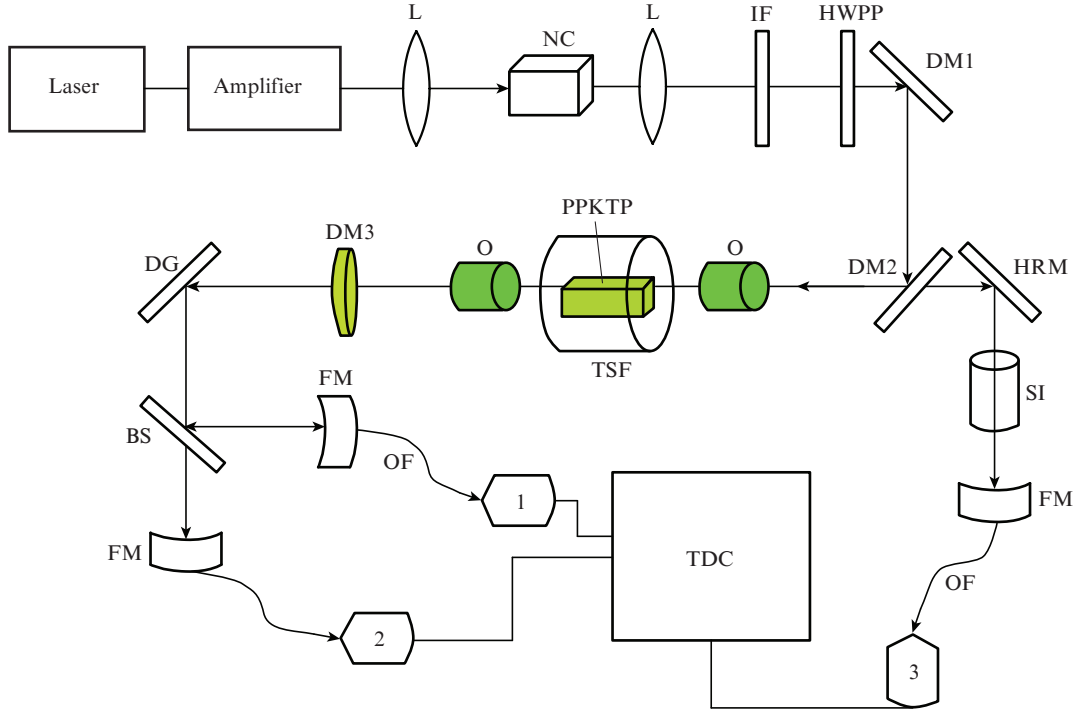 L
NC
L
IF
HWPP
DM1
Laser
Amplifier
PPKTP
DG
DM3
O
O
DM2
HRM
TSF
FM
SI
BS
OF
1
FM
FM
TDC
OF
2
3